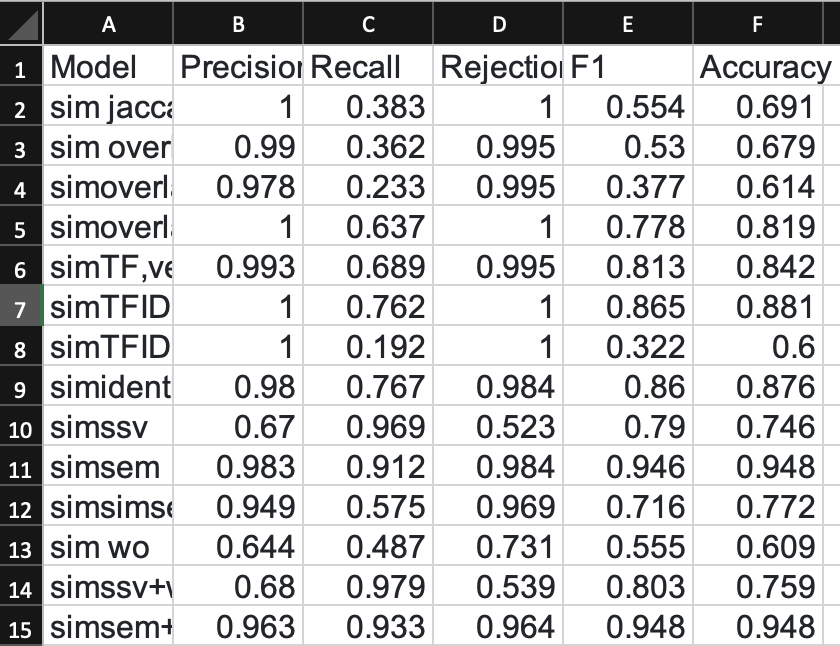 A B C D E F
1 Model Precision Recall Rejection F1 Accuracy
2 sim jacca 1 0.383 1 0.554 0.691
3 sim over 0.99 0.362 0.995 0.53 0.679
4 simoverl 0.978 0.233 0.995 0.377 0.614
5 simoverl 1 0.637 1 0.778 0.819
6 simTF,ve 0.993 0.689 0.995 0.813 0.842
7 simTFID 1 0.762 1 0.865 0.881
8 simTFID 1 0.192 1 0.322 0.6
9 simident 0.98 0.767 0.984 0.86 0.876
10 simssv 0.67 0.969 0.523 0.79 0.746
11 simsem 0.983 0.912 0.984 0.946 0.948
12 simsimse 0.949 0.575 0.969 0.716 0.772
13 sim wo 0.644 0.487 0.731 0.555 0.609
14 simssv+w 0.68 0.979 0.539 0.803 0.759
15 simsem+ 0.963 0.933 0.964 0.948 0.948